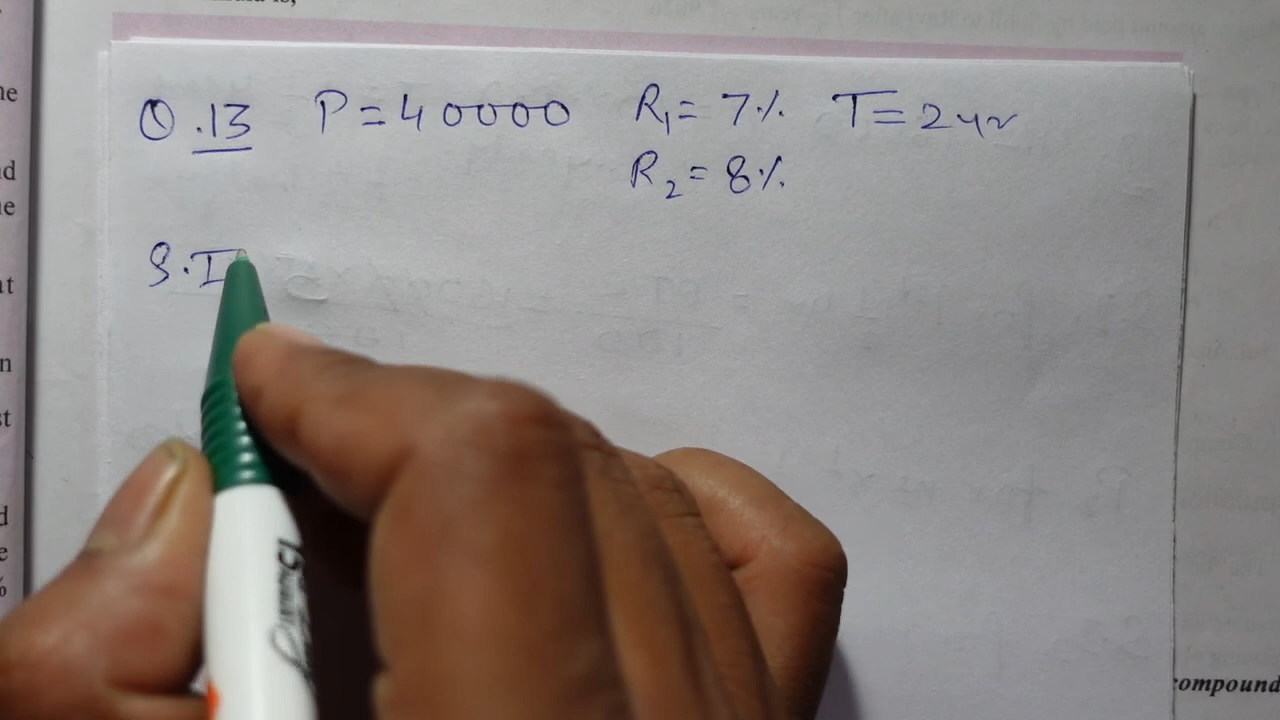 Q.13 P=40000 R₁=7% T=2yr
R₂=8%
S.I
compound